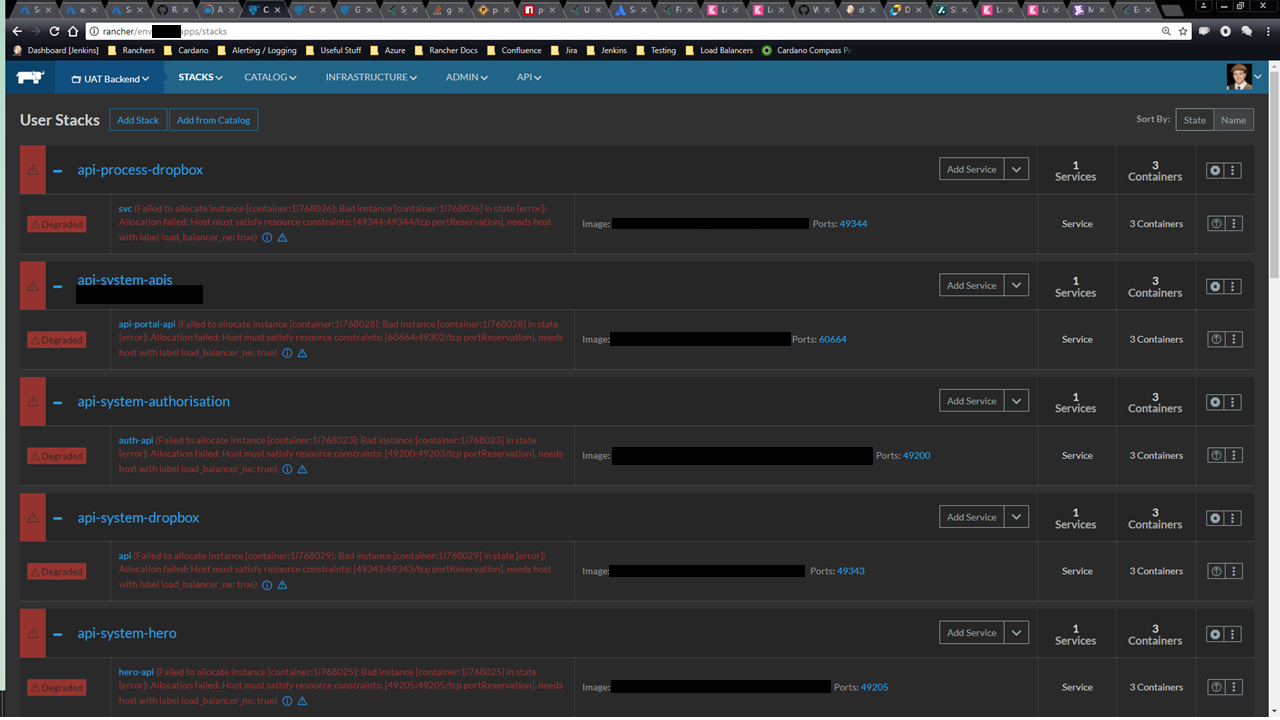 rancher/env apps/stacks
Dashboard [Jenkins] Ranchers Cardano Alerting / Logging Useful Stuff Azure Rancher Docs Confluence Jira Jenkins Testing Load Balancers Cardano Compass Pr
UAT Backend STACKS CATALOG INFRASTRUCTURE ADMIN API
User Stacks Add Stack Add from Catalog Sort By: State Name
api-process-dropbox Add Service 1 Services 3 Containers
Degraded
svc (Failed to allocate instance [container:1i768026]: Bad instance [container:1i768026] in state [error]:
Allocation failed: Host must satisfy resource constraints: [49344:49344/tcp portReservation]. needs host
with label load_balancer_ne: true)
Image: Ports: 49344 Service 3 Containers
api-system-apis Add Service 1 Services 3 Containers
Degraded
api-portal-api (Failed to allocate instance [container:1i768028]: Bad instance [container:1i768028] in state
[error]: Allocation failed: Host must satisfy resource constraints: [60664:49302/tcp portReservation]. needs
host with label load_balancer_ne: true)
Image: Ports: 60664 Service 3 Containers
api-system-authorisation Add Service 1 Services 3 Containers
Degraded
auth-api (Failed to allocate instance [container:1i768023]: Bad instance [container:1i768023] in state
[error]: Allocation failed: Host must satisfy resource constraints: [49200:49203/tcp portReservation]. needs
host with label load_balancer_ne: true)
Image: Ports: 49200 Service 3 Containers
api-system-dropbox Add Service 1 Services 3 Containers
Degraded
api (Failed to allocate instance [container:1i768029]: Bad instance [container:1i768029] in state [error]:
Allocation failed: Host must satisfy resource constraints: [49343:49343/tcp portReservation]. needs host
with label load_balancer_ne: true)
Image: Ports: 49343 Service 3 Containers
api-system-hero Add Service 1 Services 3 Containers
Degraded
hero-api (Failed to allocate instance [container:1i768025]: Bad instance [container:1i768025] in state
[error]: Allocation failed: Host must satisfy resource constraints: [49205:49205/tcp portReservation]. needs
host with label load_balancer_ne: true)
Image: Ports: 49205 Service 3 Containers